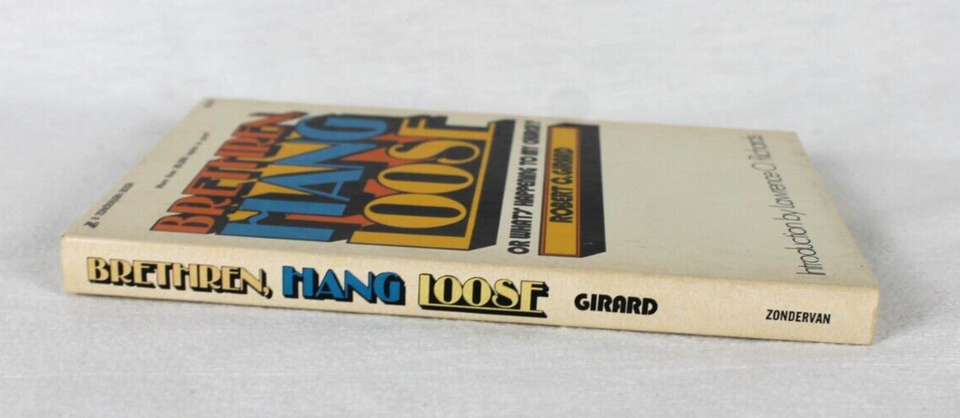 BRETHREN,
HANG
LOOSE
OR WHAT'S HAPPENING TO MY CHURCH?
ROBERT C. GIRARD
Introduction by Lawrence O. Richards
BRETHREN, HANG LOOSE GIRARD ZONDERVAN